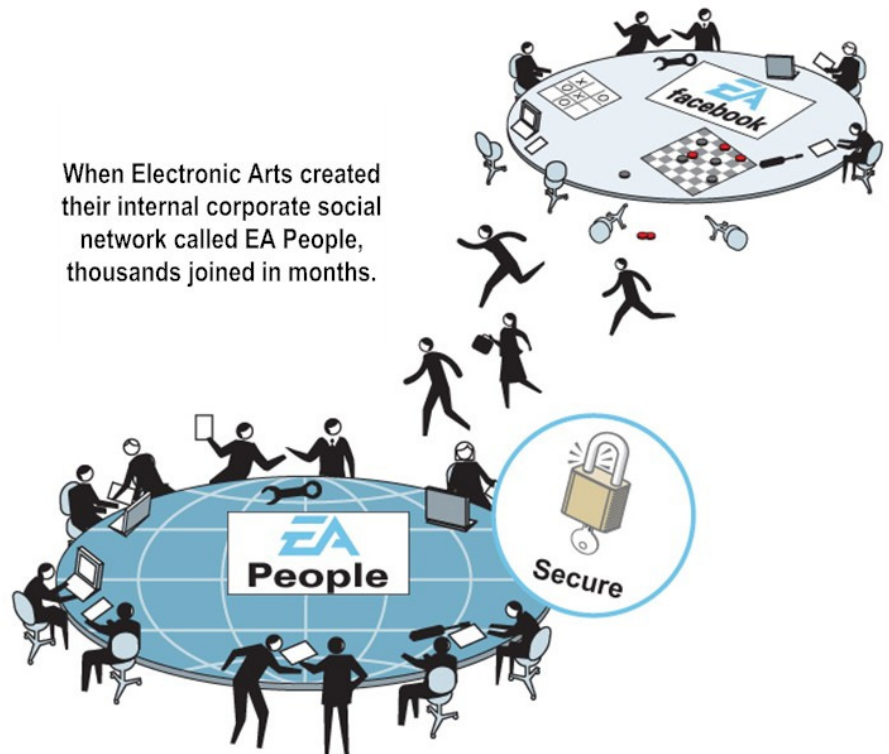 When Electronic Arts created
their internal corporate social
network called EA People,
thousands joined in months.
EA
facebook
EA
People
Secure